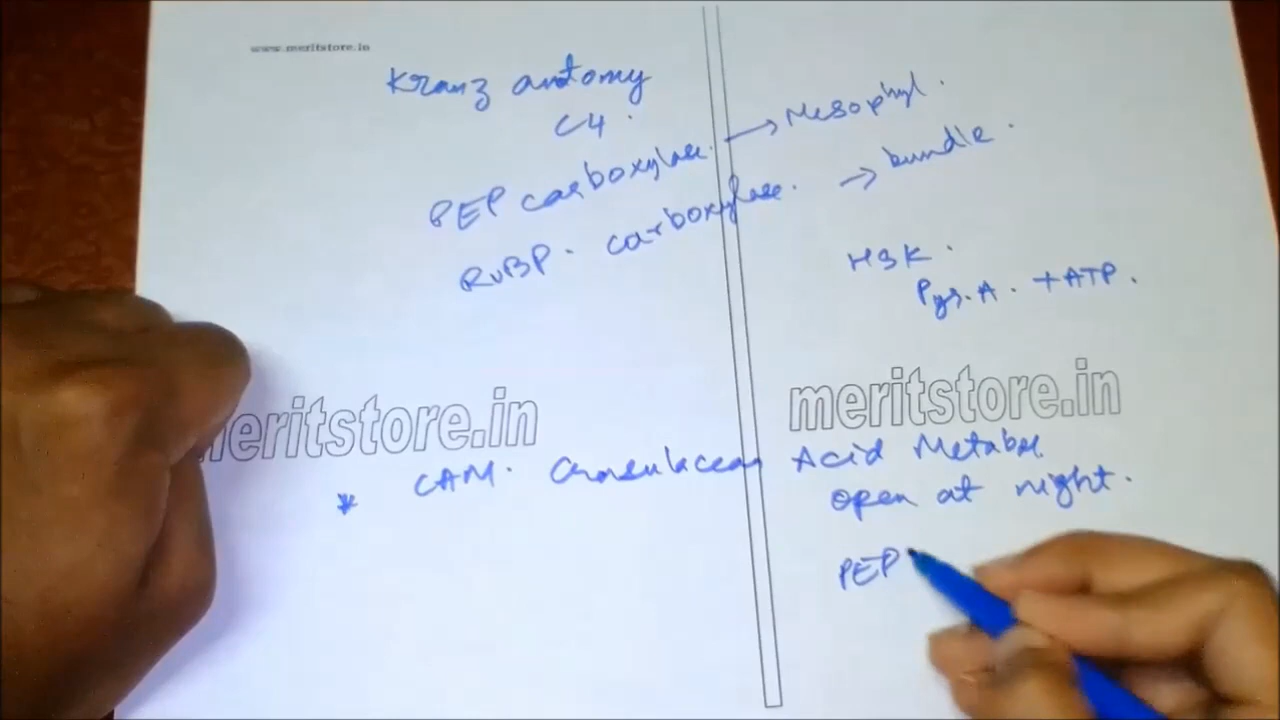 www.meritstore.in
Kranz anatomy
C4.
PEP carboxylase. → Mesophyl.
RuBP. carboxylase. → bundle.
HSK.
Pyr. A. + ATP.
meritstore.in
meritstore.in
* CAM. Crassulacean Acid Metabo.
open at night.
PEP